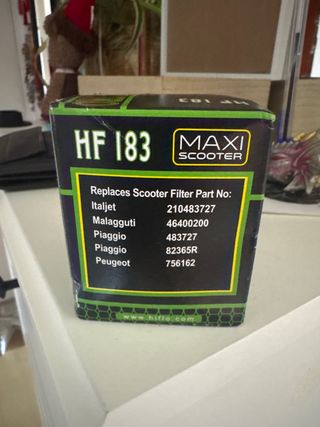 HF 183
HF 183
MAXI
SCOOTER
Replaces Scooter Filter Part No:
Italjet 210483727
Malagguti 46400200
Piaggio 483727
Piaggio 82365R
Peugeot 756162
www.hiflo.com